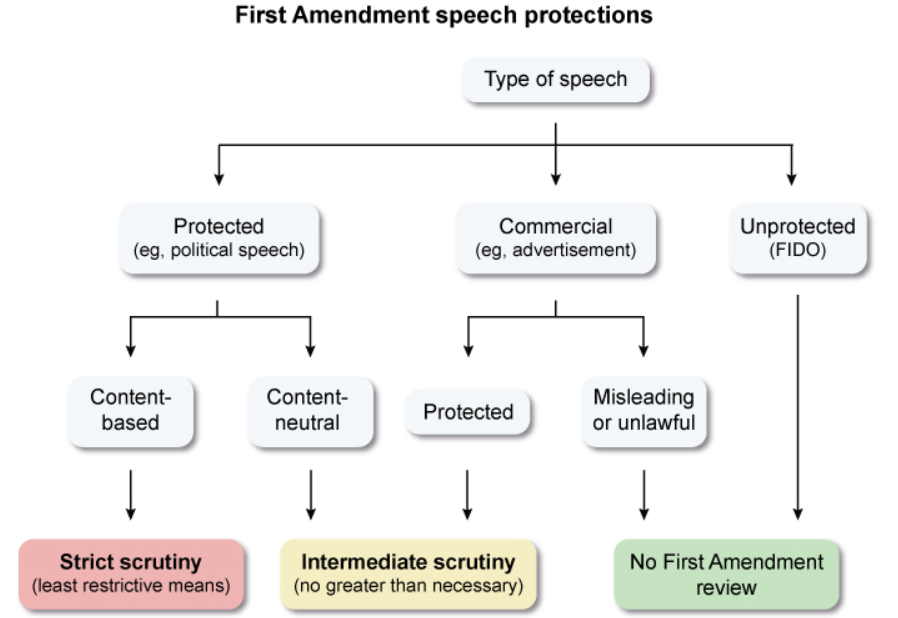 First Amendment speech protections
Type of speech
Protected
(eg, political speech)
Commercial
(eg, advertisement)
Unprotected
(FIDO)
Content-
based
Content-
neutral
Protected
Misleading
or unlawful
Strict scrutiny
(least restrictive means)
Intermediate scrutiny
(no greater than necessary)
No First Amendment
review